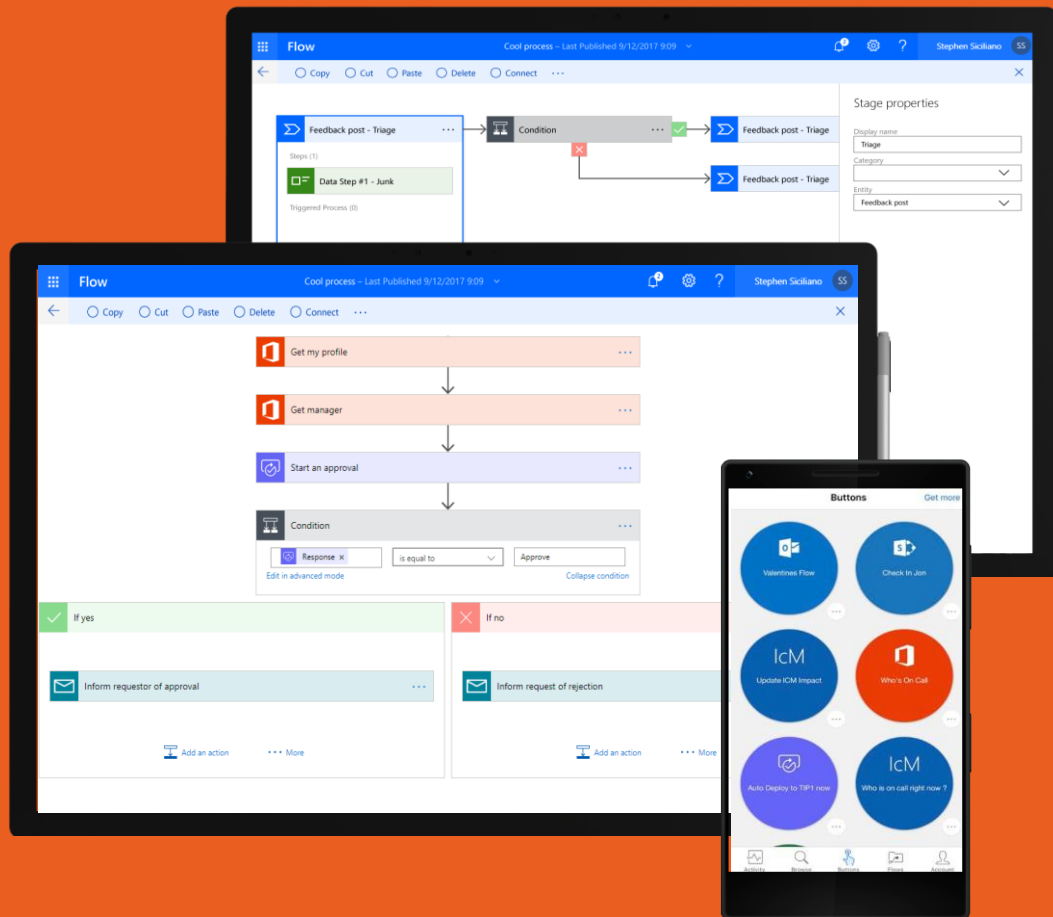 Flow
Cool process – Last Published 9/12/2017 9:09
2
?
Stephen Siciliano
SS
Copy
Cut
Paste
Delete
Connect
Feedback post - Triage
Condition
Feedback post - Triage
Steps (1)
Data Step #1 - Junk
Triggered Process (0)
Feedback post - Triage
Stage properties
Display name
Triage
Category
Entity
Feedback post
Flow
Cool process – Last Published 9/12/2017 9:09
2
?
Stephen Siciliano
SS
Copy
Cut
Paste
Delete
Connect
Get my profile
Get manager
Start an approval
Condition
Response x
is equal to
Approve
Edit in advanced mode
Collapse condition
If yes
If no
Inform requestor of approval
Inform request of rejection
Add an action
More
Add an action
More
Buttons
Get more
Valentines Flow
Check In Jon
IcM
Update ICM Impact
Who's On Call
Auto Deploy to TIP1 now
IcM
Who is on call right now ?
Activity
Browse
Buttons
Flows
Account